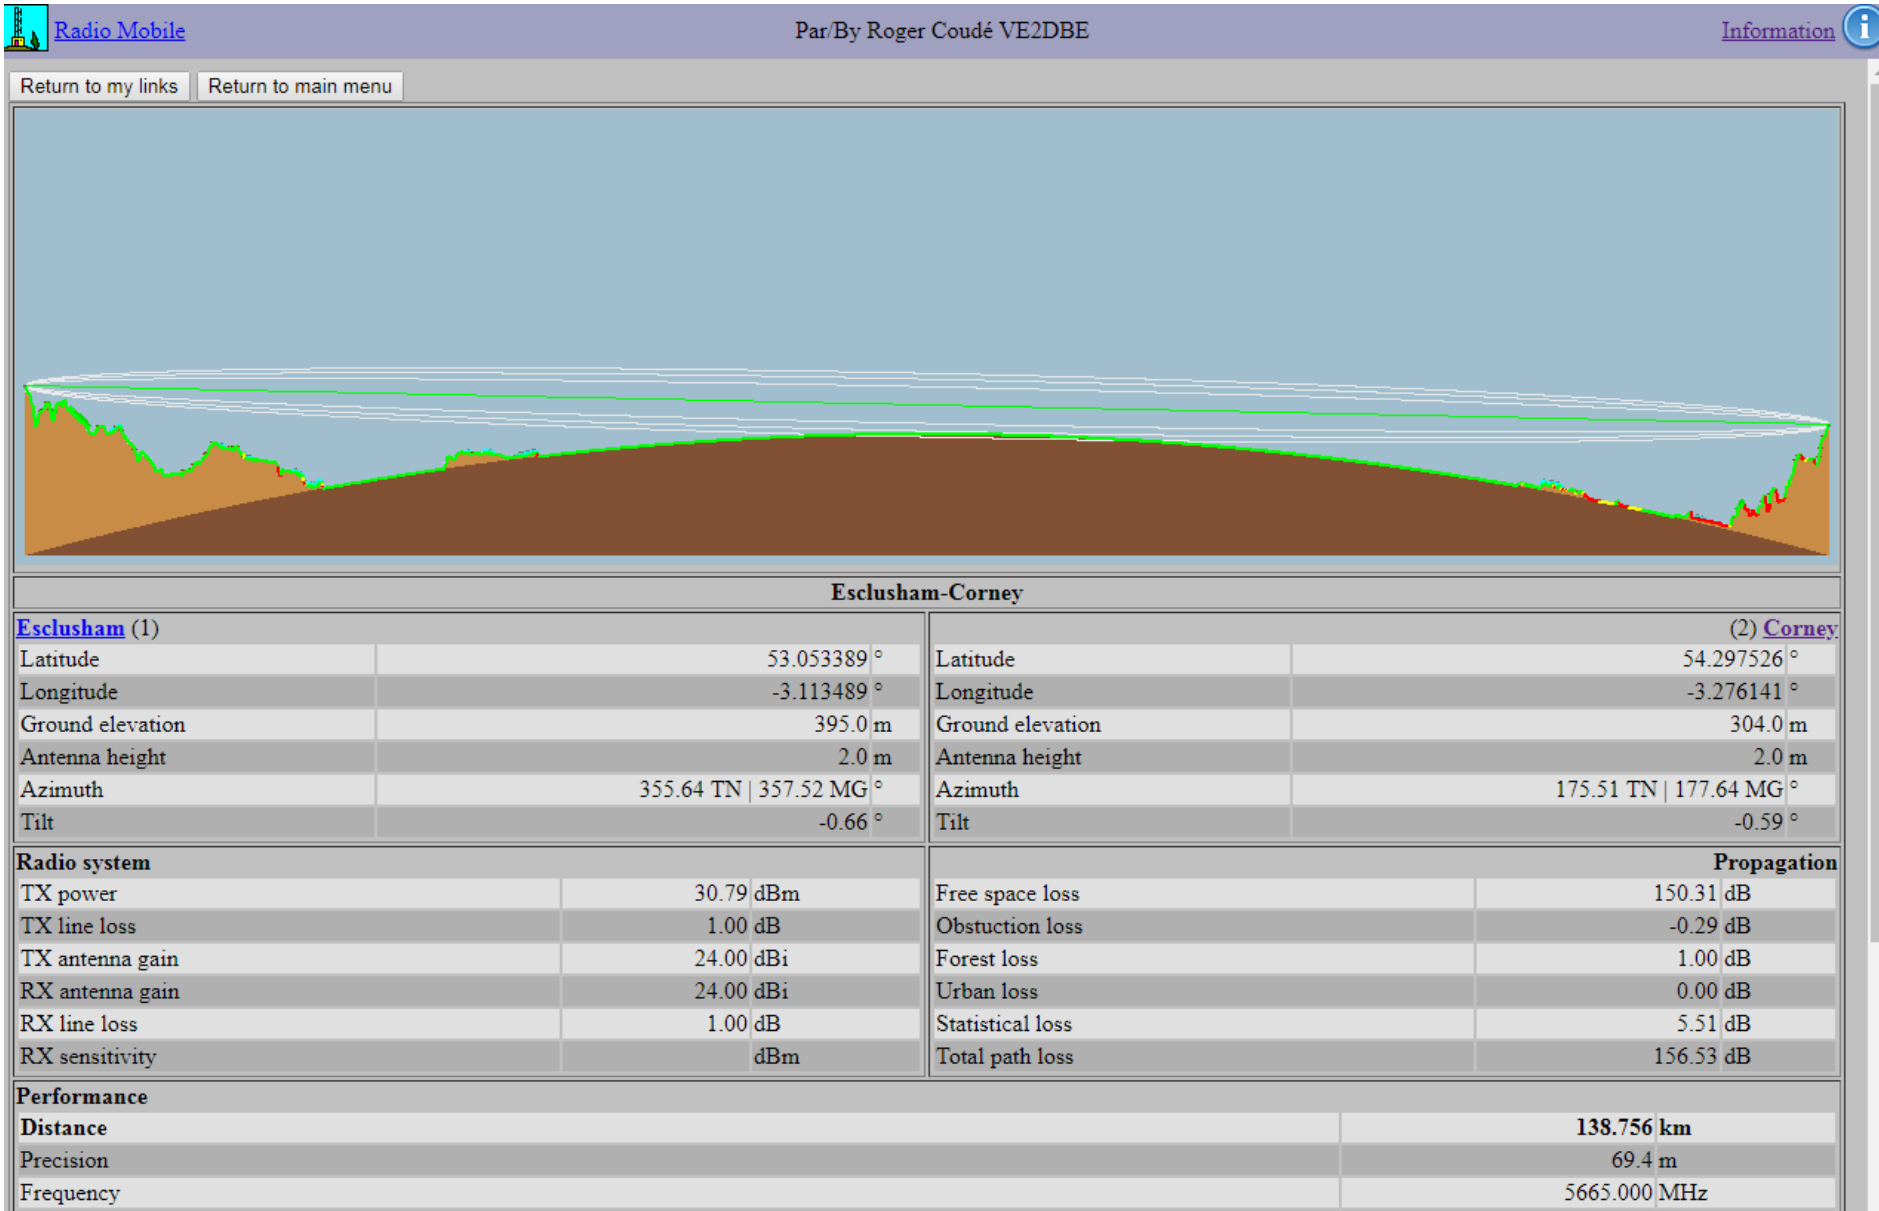 Radio Mobile Par/By Roger Coudé VE2DBE Information i
Return to my links Return to main menu
Esclusham-Corney
Esclusham (1) (2) Corney
Latitude 53.053389 ° Latitude 54.297526 °
Longitude -3.113489 ° Longitude -3.276141 °
Ground elevation 395.0 m Ground elevation 304.0 m
Antenna height 2.0 m Antenna height 2.0 m
Azimuth 355.64 TN | 357.52 MG ° Azimuth 175.51 TN | 177.64 MG °
Tilt -0.66 ° Tilt -0.59 °
Radio system Propagation
TX power 30.79 dBm Free space loss 150.31 dB
TX line loss 1.00 dB Obstuction loss -0.29 dB
TX antenna gain 24.00 dBi Forest loss 1.00 dB
RX antenna gain 24.00 dBi Urban loss 0.00 dB
RX line loss 1.00 dB Statistical loss 5.51 dB
RX sensitivity dBm Total path loss 156.53 dB
Performance
Distance 138.756 km
Precision 69.4 m
Frequency 5665.000 MHz